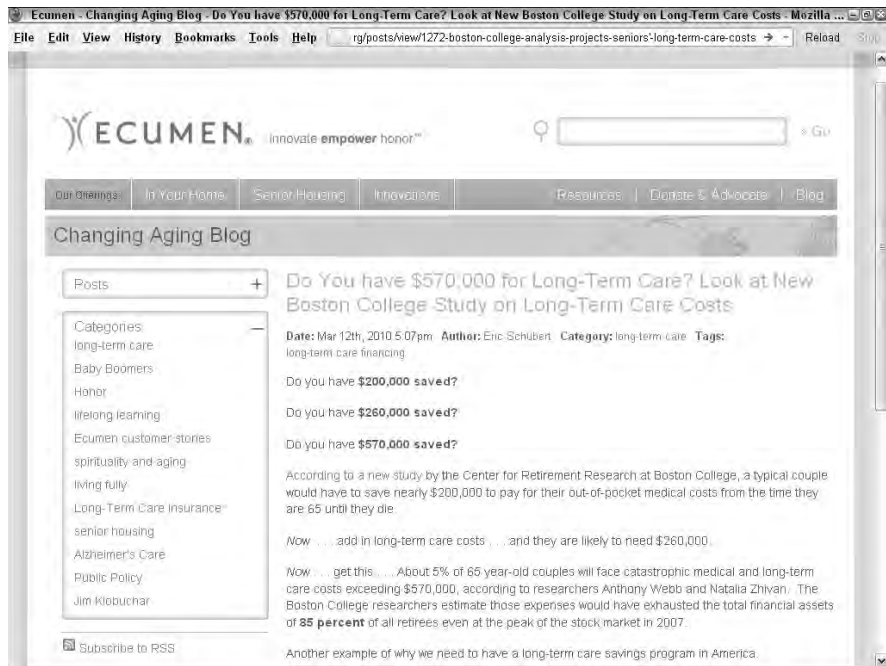 Ecumen - Changing Aging Blog - Do You have $570,000 for Long-Term Care? Look at New Boston College Study on Long-Term Care Costs - Mozilla ...
File Edit View History Bookmarks Tools Help rg/posts/view/1272-boston-college-analysis-projects-seniors'-long-term-care-costs Reload Stop
ECUMEN® innovate empower honor™ » Go
Our Offerings In Your Home Senior Housing Innovations Resources | Donate & Advocate | Blog
Changing Aging Blog
Posts +
Categories —
long-term care
Baby Boomers
Honor
lifelong learning
Ecumen customer stories
spirituality and aging
living fully
Long-Term Care Insurance
senior housing
Alzheimer's Care
Public Policy
Jim Klobuchar
Subscribe to RSS
Do You have $570,000 for Long-Term Care? Look at New
Boston College Study on Long-Term Care Costs
Date: Mar 12th, 2010 5:07pm Author: Eric Schubert Category: long-term care Tags:
long-term care financing
Do you have $200,000 saved?
Do you have $260,000 saved?
Do you have $570,000 saved?
According to a new study by the Center for Retirement Research at Boston College, a typical couple
would have to save nearly $200,000 to pay for their out-of-pocket medical costs from the time they
are 65 until they die.
Now . . . add in long-term care costs . . . and they are likely to need $260,000.
Now . . . get this . . . About 5% of 65 year-old couples will face catastrophic medical and long-term
care costs exceeding $570,000, according to researchers Anthony Webb and Natalia Zhivan. The
Boston College researchers estimate those expenses would have exhausted the total financial assets
of 85 percent of all retirees even at the peak of the stock market in 2007.
Another example of why we need to have a long-term care savings program in America.